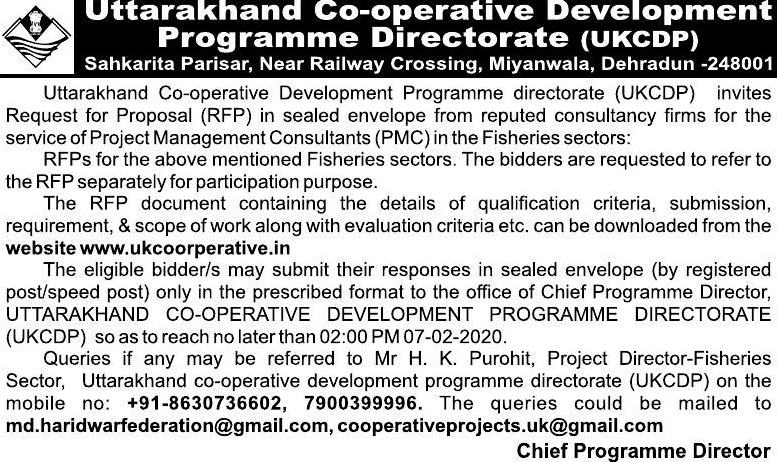 Uttarakhand Co-operative Development
Programme Directorate (UKCDP)
Sahkarita Parisar, Near Railway Crossing, Miyanwala, Dehradun -248001
Uttarakhand Co-operative Development Programme directorate (UKCDP) invites
Request for Proposal (RFP) in sealed envelope from reputed consultancy firms for the
service of Project Management Consultants (PMC) in the Fisheries sectors:
RFPs for the above mentioned Fisheries sectors. The bidders are requested to refer to
the RFP separately for participation purpose.
The RFP document containing the details of qualification criteria, submission,
requirement, & scope of work along with evaluation criteria etc. can be downloaded from the
website www.ukcoorperative.in
The eligible bidder/s may submit their responses in sealed envelope (by registered
post/speed post) only in the prescribed format to the office of Chief Programme Director,
UTTARAKHAND CO-OPERATIVE DEVELOPMENT PROGRAMME DIRECTORATE
(UKCDP) so as to reach no later than 02:00 PM 07-02-2020.
Queries if any may be referred to Mr H. K. Purohit, Project Director-Fisheries
Sector, Uttarakhand co-operative development programme directorate (UKCDP) on the
mobile no: +91-8630736602, 7900399996. The queries could be mailed to
md.haridwarfederation@gmail.com, cooperativeprojects.uk@gmail.com
Chief Programme Director